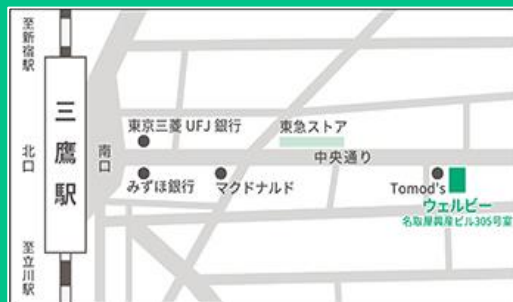 至新宿駅
三鷹駅
北口
南口
至立川駅
東京三菱 UFJ 銀行
東急ストア
中央通り
みずほ銀行
マクドナルド
Tomod's
ウェルビー
名取屋興産ビル305号室